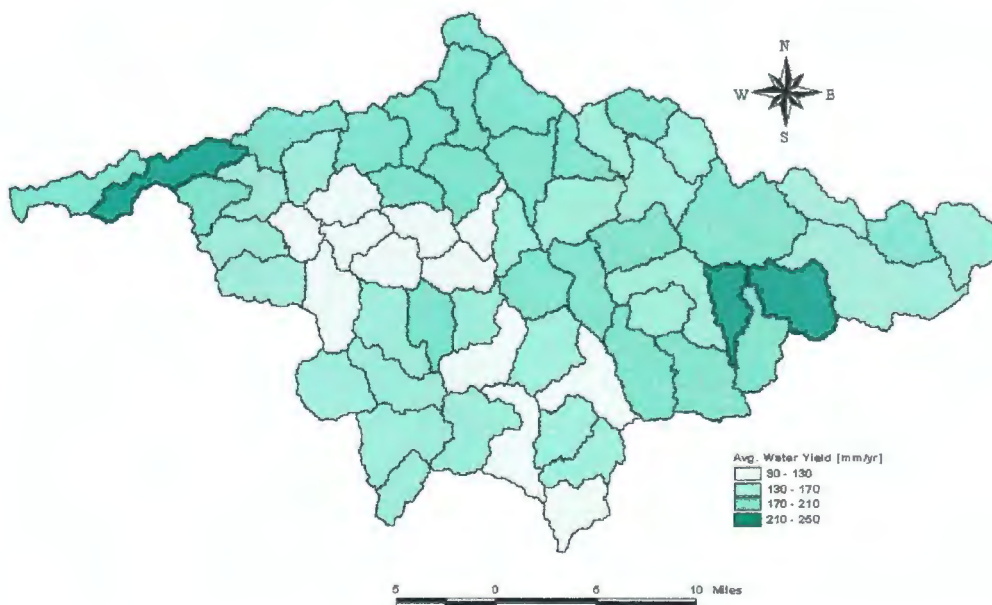 N
W E
S
Avg. Water Yield [mm/yr]
90 - 130
130 - 170
170 - 210
210 - 250
5 0 5 10 Miles